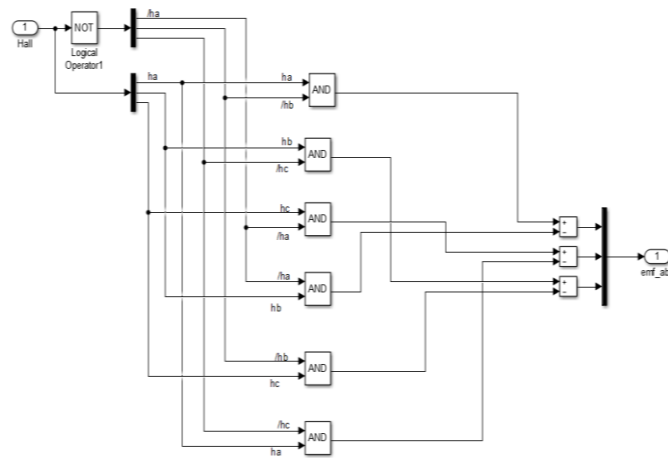 1
Hall
NOT
Logical
Operator1
/ha
ha
ha
/hb
AND
hb
/hc
AND
hc
/ha
AND
/ha
hb
AND
/hb
hc
AND
/hc
ha
AND
+
−
+
−
+
−
1
emf_ab